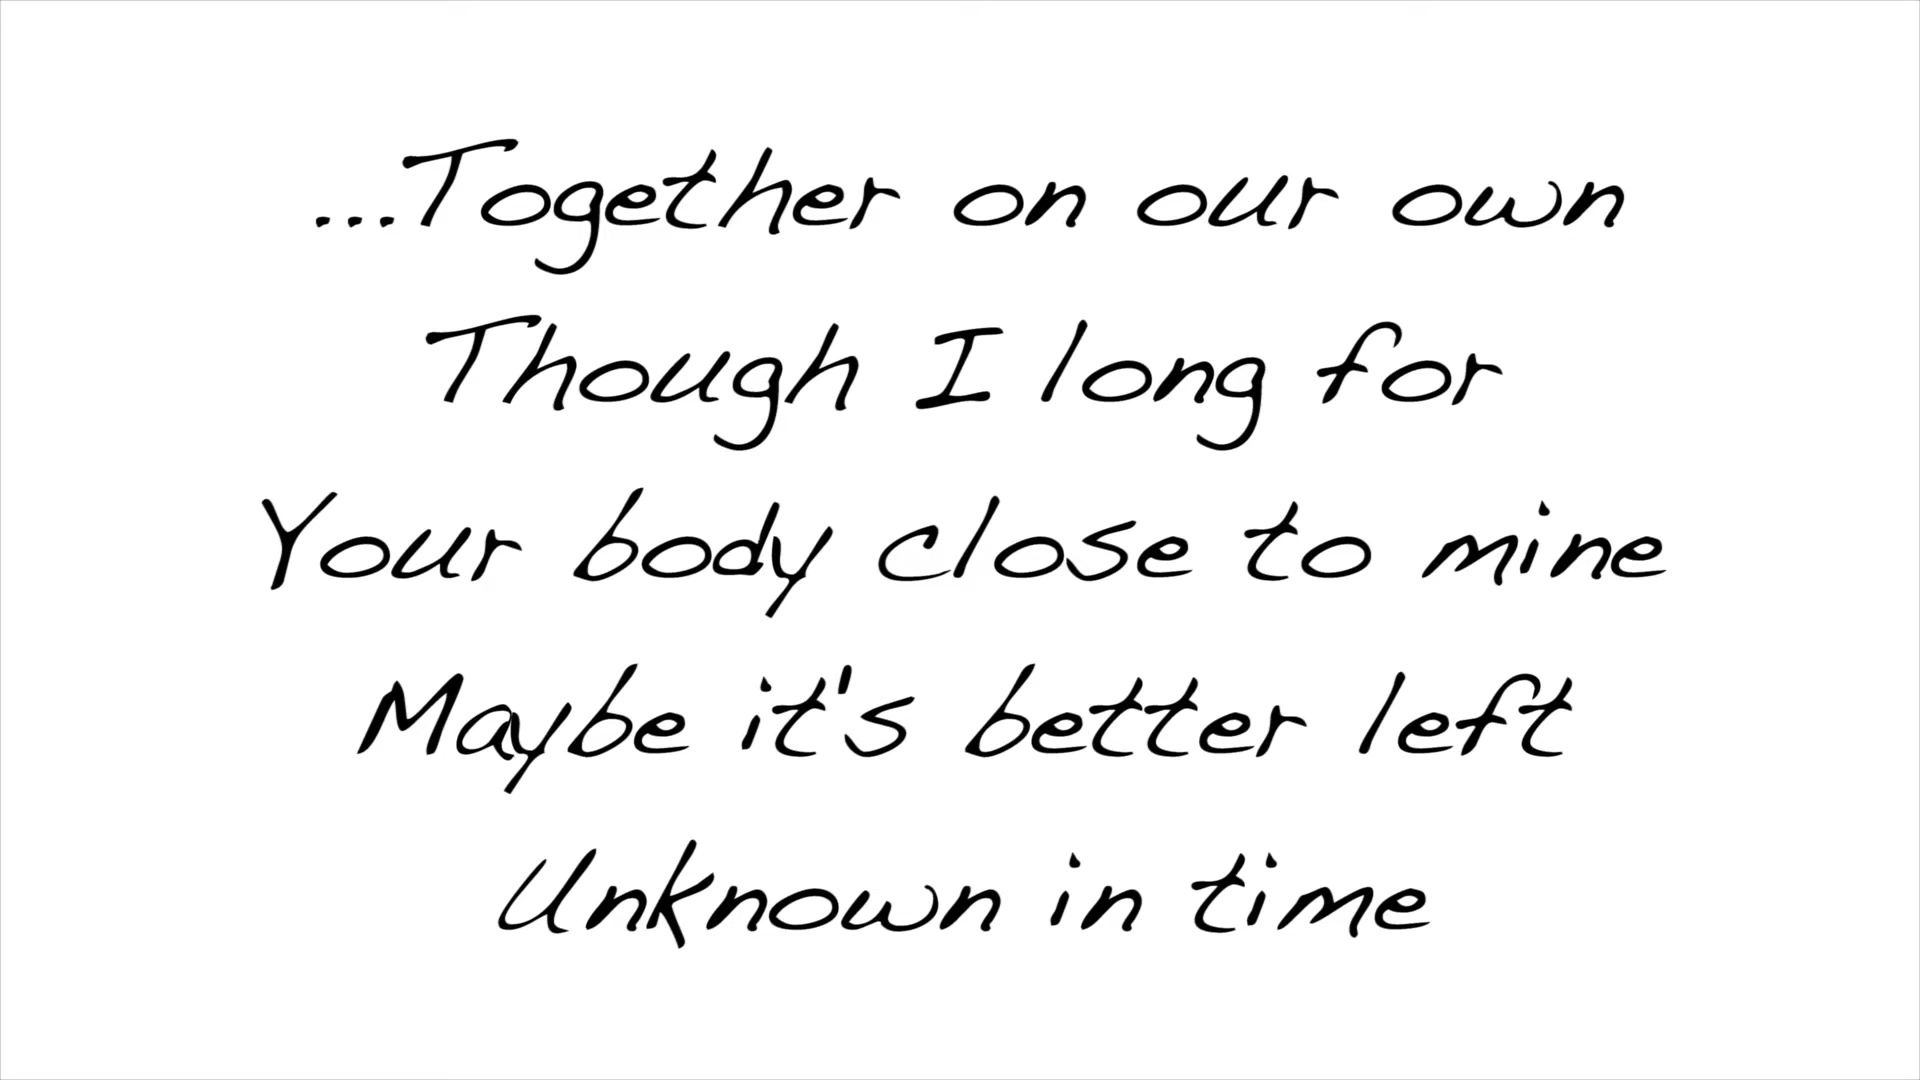 ...Together on our own
Though I long for
Your body close to mine
Maybe it's better left
Unknown in time